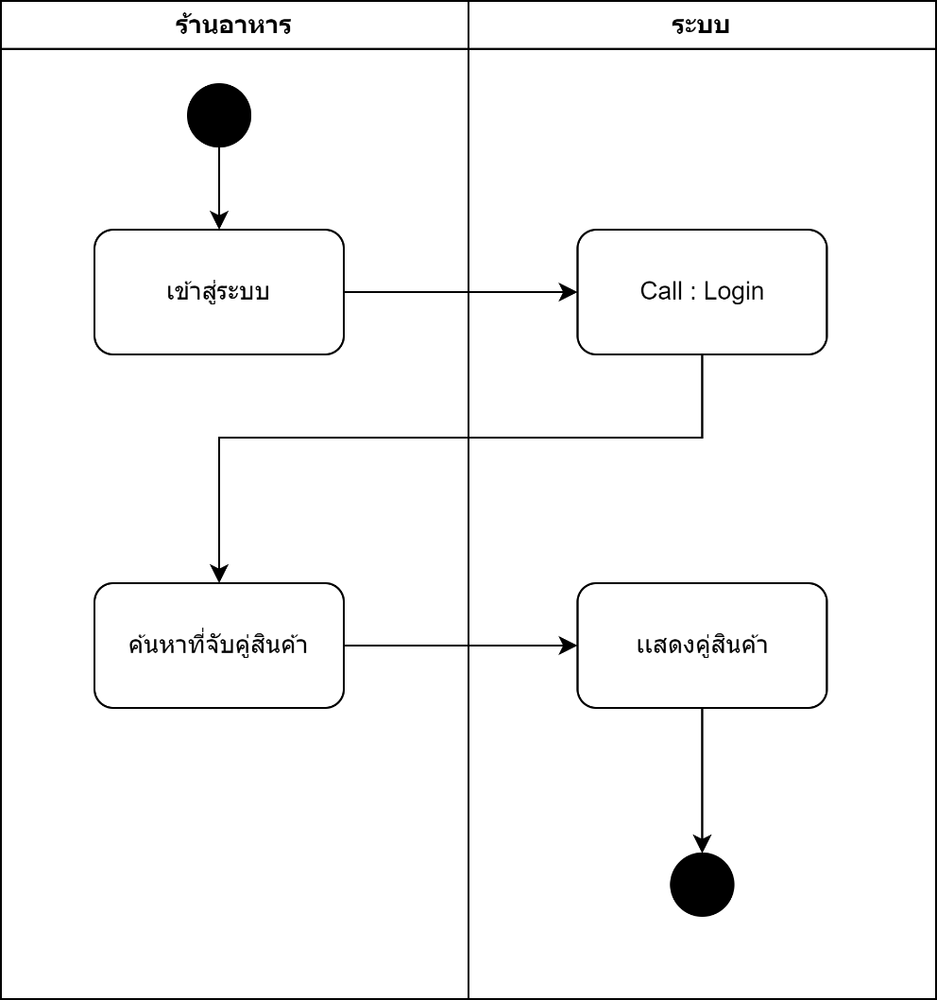 ร้านอาหาร
ระบบ
เข้าสู่ระบบ
Call : Login
ค้นหาที่จับคู่สินค้า
แสดงคู่สินค้า